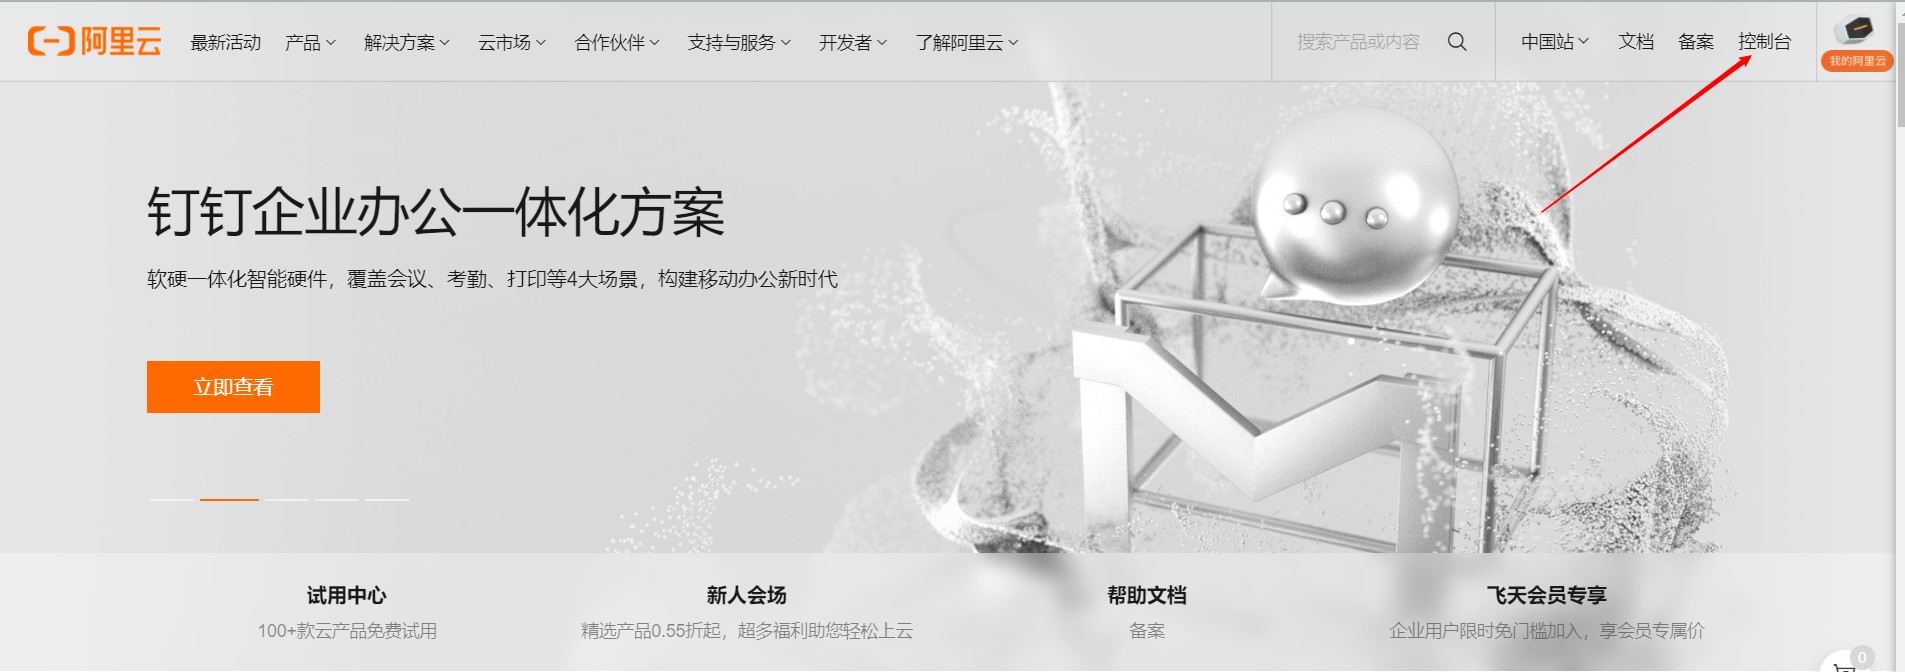 阿里云
最新活动 产品 解决方案 云市场 合作伙伴 支持与服务 开发者 了解阿里云 搜索产品或内容 中国站 文档 备案 控制台
我的阿里云
钉钉企业办公一体化方案
软硬一体化智能硬件，覆盖会议、考勤、打印等4大场景，构建移动办公新时代
立即查看
试用中心 新人会场 帮助文档 飞天会员专享
100+款云产品免费试用 精选产品0.55折起，超多福利助您轻松上云 备案 企业用户限时免门槛加入，享会员专属价
0